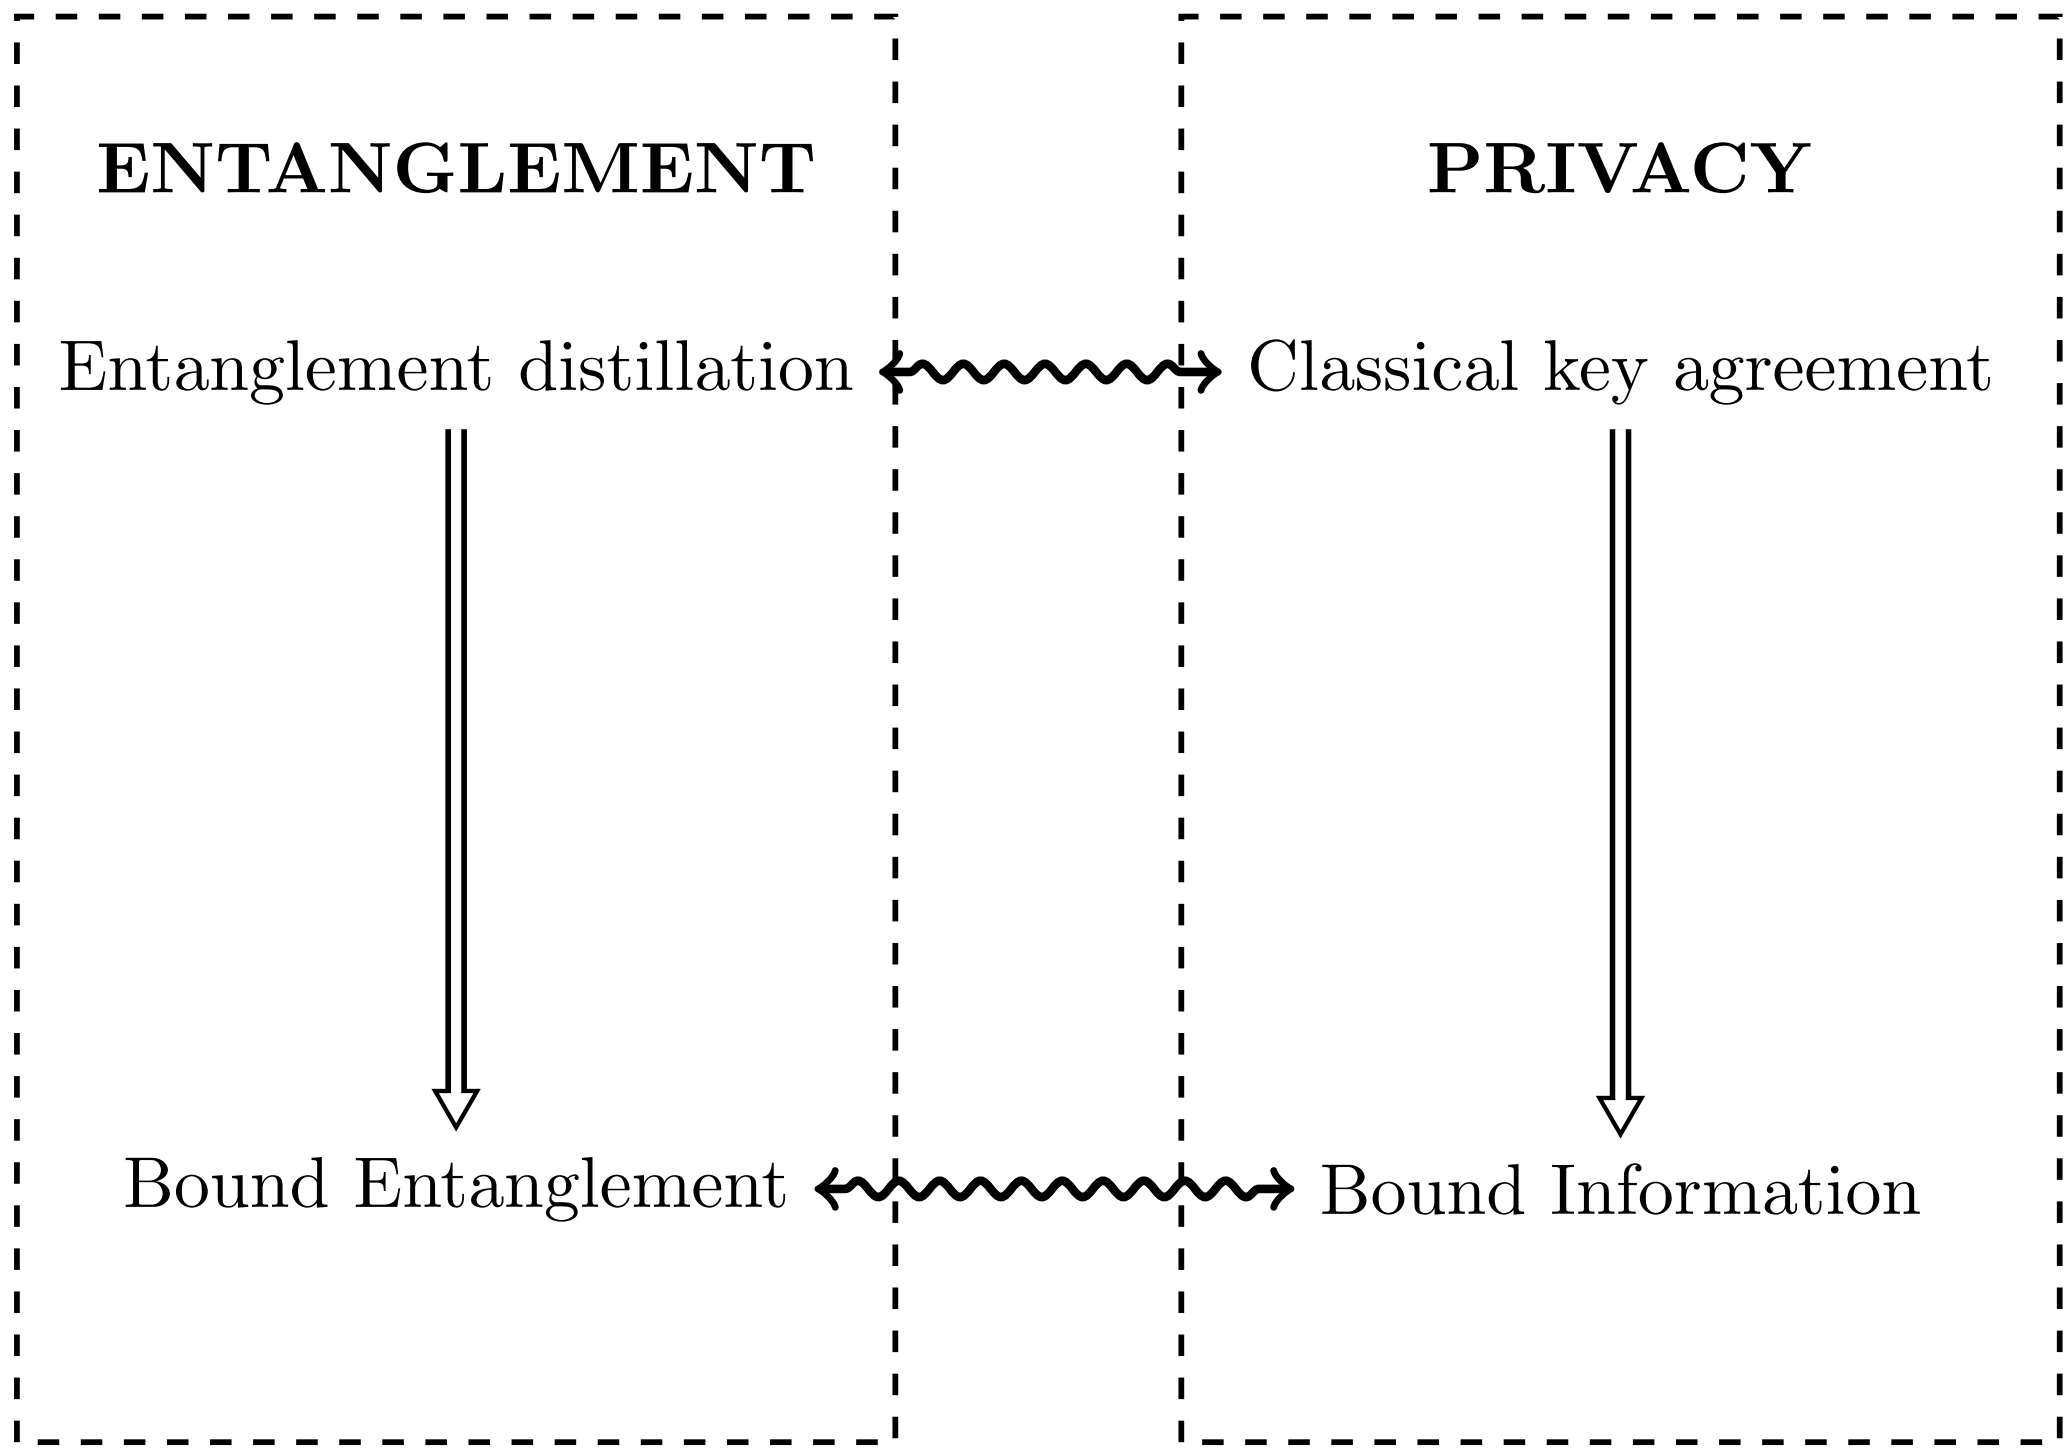 ENTANGLEMENT
PRIVACY
Entanglement distillation
Classical key agreement
Bound Entanglement
Bound Information